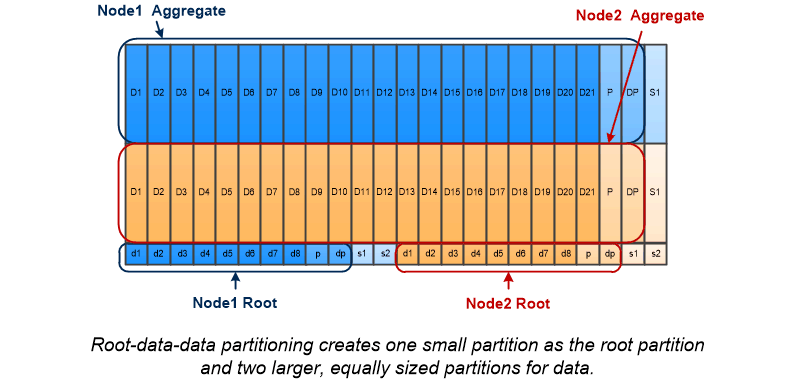 Node1 Aggregate
Node2 Aggregate
D1 D2 D3 D4 D5 D6 D7 D8 D9 D10 D11 D12 D13 D14 D15 D16 D17 D18 D19 D20 D21 P DP S1
D1 D2 D3 D4 D5 D6 D7 D8 D9 D10 D11 D12 D13 D14 D15 D16 D17 D18 D19 D20 D21 P DP S1
d1 d2 d3 d4 d5 d6 d7 d8 p dp s1 s2 d1 d2 d3 d4 d5 d6 d7 d8 p dp s1 s2
Node1 Root
Node2 Root
Root-data-data partitioning creates one small partition as the root partition
and two larger, equally sized partitions for data.